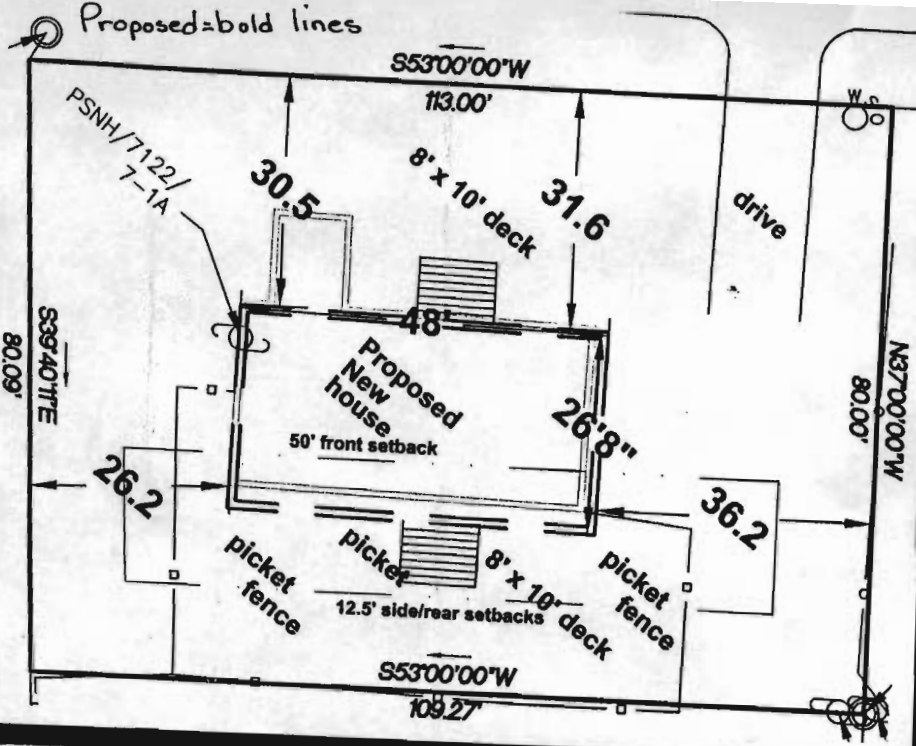 Proposed=bold lines
S53°00'00"W
113.00'
PSNH/7122/
7-1A
30.5
8' x 10' deck
31.6
drive
W
48'
Proposed
New
house
50' front setback
26'8"
S39°40'11"E
80.09'
N37°00'00"W
80.00'
26.2
36.2
picket
fence
picket
8' x 10' deck
picket
fence
12.5' side/rear setbacks
S53°00'00"W
109.27'